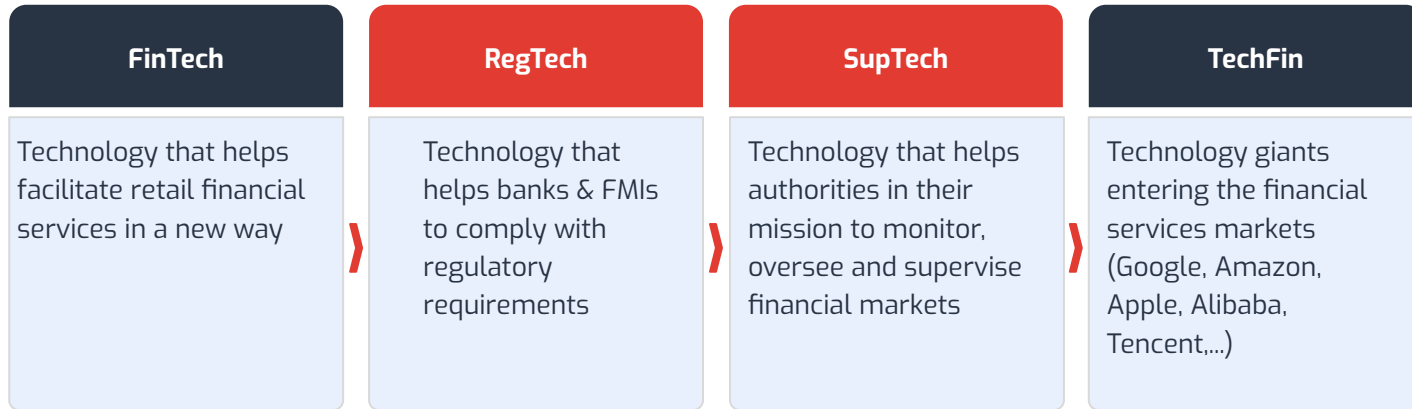 FinTech
Technology that helps
facilitate retail financial
services in a new way
RegTech
Technology that
helps banks & FMIs
to comply with
regulatory
requirements
SupTech
Technology that helps
authorities in their
mission to monitor,
oversee and supervise
financial markets
TechFin
Technology giants
entering the financial
services markets
(Google, Amazon,
Apple, Alibaba,
Tencent,...)